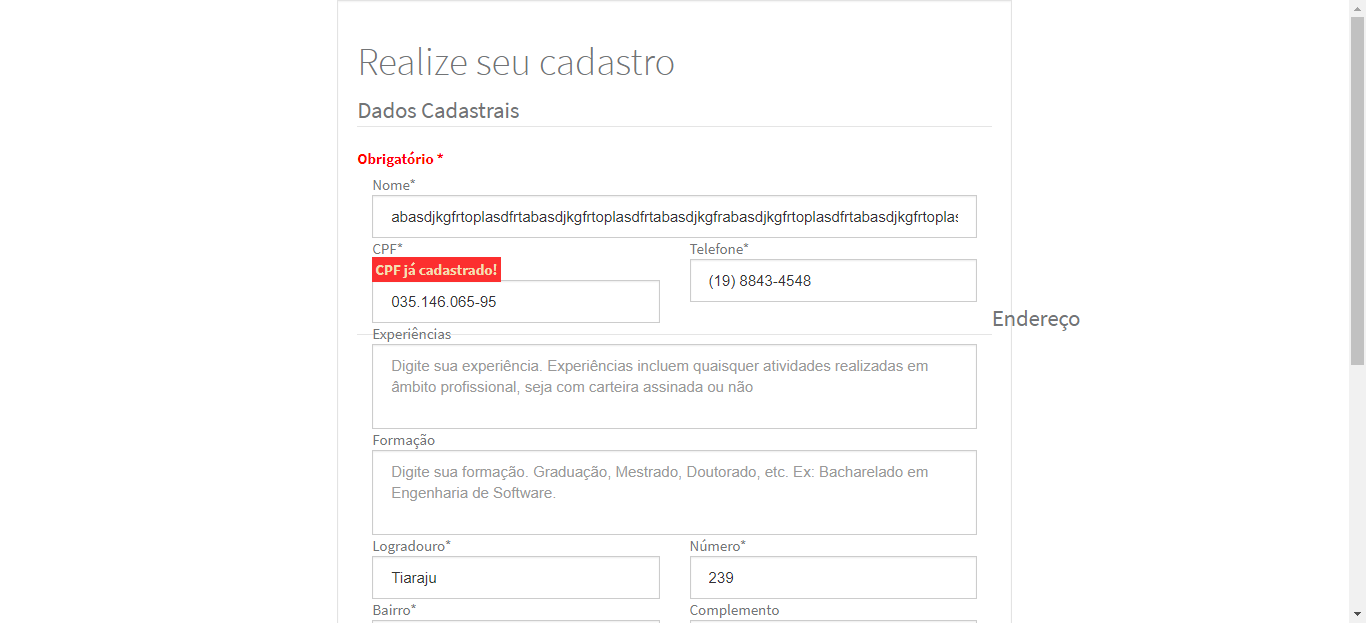 Realize seu cadastro
Dados Cadastrais
Obrigatório *
Nome*
abasdjkgfrtoplasdfrtabasdjkgfrtoplasdfrtabasdjkgfrabasdjkgfrtoplasdfrtabasdjkgfrtoplas
CPF*
Telefone*
CPF já cadastrado!
(19) 8843-4548
035.146.065-95
Endereço
Experiências
Digite sua experiência. Experiências incluem quaisquer atividades realizadas em
âmbito profissional, seja com carteira assinada ou não
Formação
Digite sua formação. Graduação, Mestrado, Doutorado, etc. Ex: Bacharelado em
Engenharia de Software.
Logradouro*
Número*
Tiaraju
239
Bairro*
Complemento